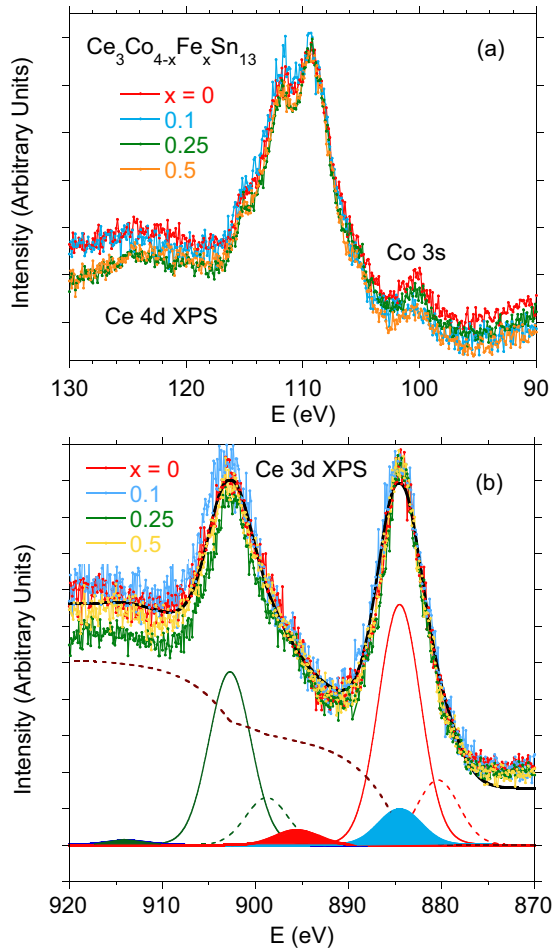 (a)
Ce3Co4-xFexSn13
x = 0
0.1
0.25
0.5
Intensity (Arbitrary Units)
Co 3s
Ce 4d XPS
130 120 110 100 90
E (eV)
x = 0
Ce 3d XPS
(b)
0.1
0.25
0.5
Intensity (Arbitrary Units)
920 910 900 890 880 870
E (eV)